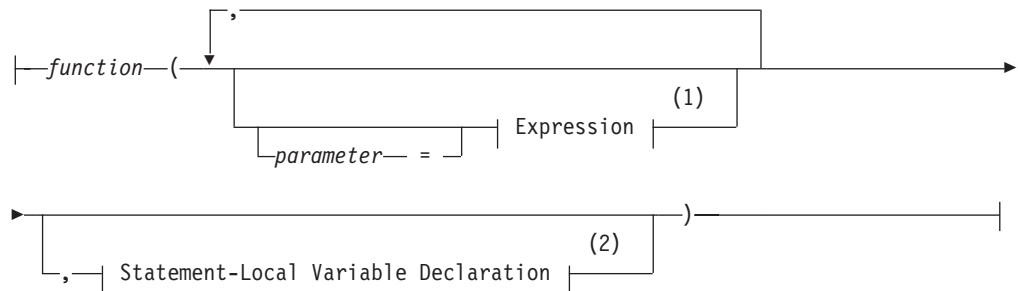 ,
function (
(1)
Expression
parameter =
)
(2)
, Statement-Local Variable Declaration